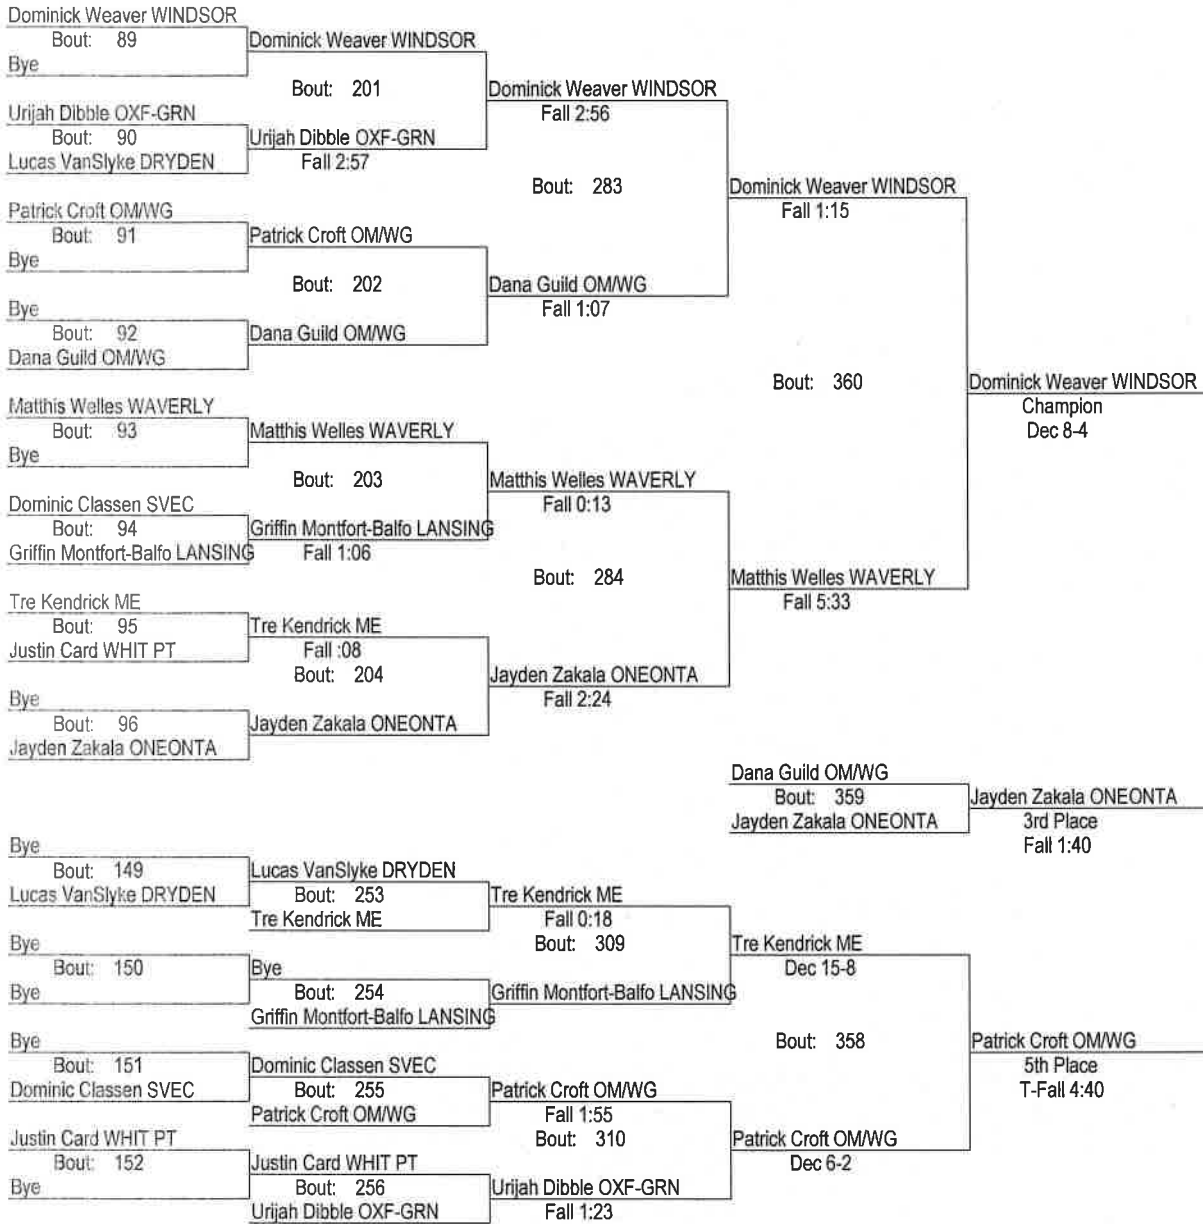 Dominick Weaver WINDSOR
Bout: 89
Bye
Dominick Weaver WINDSOR
Bout: 201
Urijah Dibble OXF-GRN
Bout: 90
Lucas VanSlyke DRYDEN
Urijah Dibble OXF-GRN
Fall 2:57
Dominick Weaver WINDSOR
Fall 2:56
Bout: 283
Patrick Croft OM/WG
Bout: 91
Bye
Patrick Croft OM/WG
Bout: 202
Bye
Bout: 92
Dana Guild OM/WG
Dana Guild OM/WG
Dana Guild OM/WG
Fall 1:07
Dominick Weaver WINDSOR
Fall 1:15
Bout: 360
Matthis Welles WAVERLY
Bout: 93
Bye
Matthis Welles WAVERLY
Bout: 203
Dominic Classen SVEC
Bout: 94
Griffin Montfort-Balfo LANSING
Griffin Montfort-Balfo LANSING
Fall 1:06
Matthis Welles WAVERLY
Fall 0:13
Bout: 284
Tre Kendrick ME
Bout: 95
Justin Card WHIT PT
Tre Kendrick ME
Fall :08
Bout: 204
Bye
Bout: 96
Jayden Zakala ONEONTA
Jayden Zakala ONEONTA
Jayden Zakala ONEONTA
Fall 2:24
Matthis Welles WAVERLY
Fall 5:33
Dominick Weaver WINDSOR
Champion
Dec 8-4
Dana Guild OM/WG
Bout: 359
Jayden Zakala ONEONTA
Jayden Zakala ONEONTA
3rd Place
Fall 1:40
Bye
Bout: 149
Lucas VanSlyke DRYDEN
Lucas VanSlyke DRYDEN
Bout: 253
Tre Kendrick ME
Tre Kendrick ME
Fall 0:18
Bout: 309
Bye
Bout: 150
Bye
Bye
Bout: 254
Griffin Montfort-Balfo LANSING
Griffin Montfort-Balfo LANSING
Tre Kendrick ME
Dec 15-8
Bout: 358
Bye
Bout: 151
Dominic Classen SVEC
Dominic Classen SVEC
Bout: 255
Patrick Croft OM/WG
Patrick Croft OM/WG
Fall 1:55
Bout: 310
Justin Card WHIT PT
Bout: 152
Bye
Justin Card WHIT PT
Bout: 256
Urijah Dibble OXF-GRN
Urijah Dibble OXF-GRN
Fall 1:23
Patrick Croft OM/WG
Dec 6-2
Patrick Croft OM/WG
5th Place
T-Fall 4:40